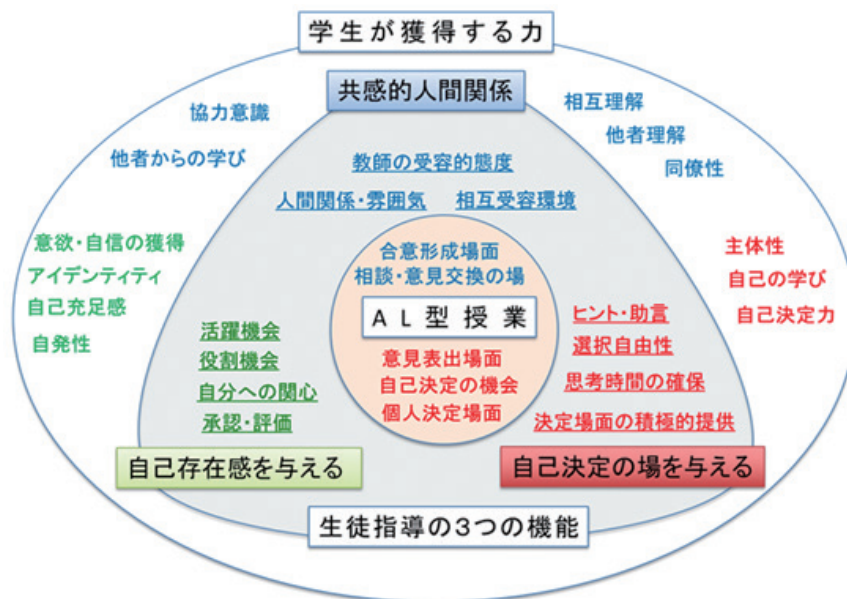 学生が獲得する力
共感的人間関係
協力意識
他者からの学び
相互理解
他者理解
同僚性
教師の受容的態度
人間関係・雰囲気
相互受容環境
意欲・自信の獲得
アイデンティティ
自己充足感
自発性
合意形成場面
相談・意見交換の場
AL型授業
意見表出場面
自己決定の機会
個人決定場面
主体性
自己の学び
自己決定力
活躍機会
役割機会
自分への関心
承認・評価
ヒント・助言
選択自由性
思考時間の確保
決定場面の積極的提供
自己存在感を与える
自己決定の場を与える
生徒指導の3つの機能